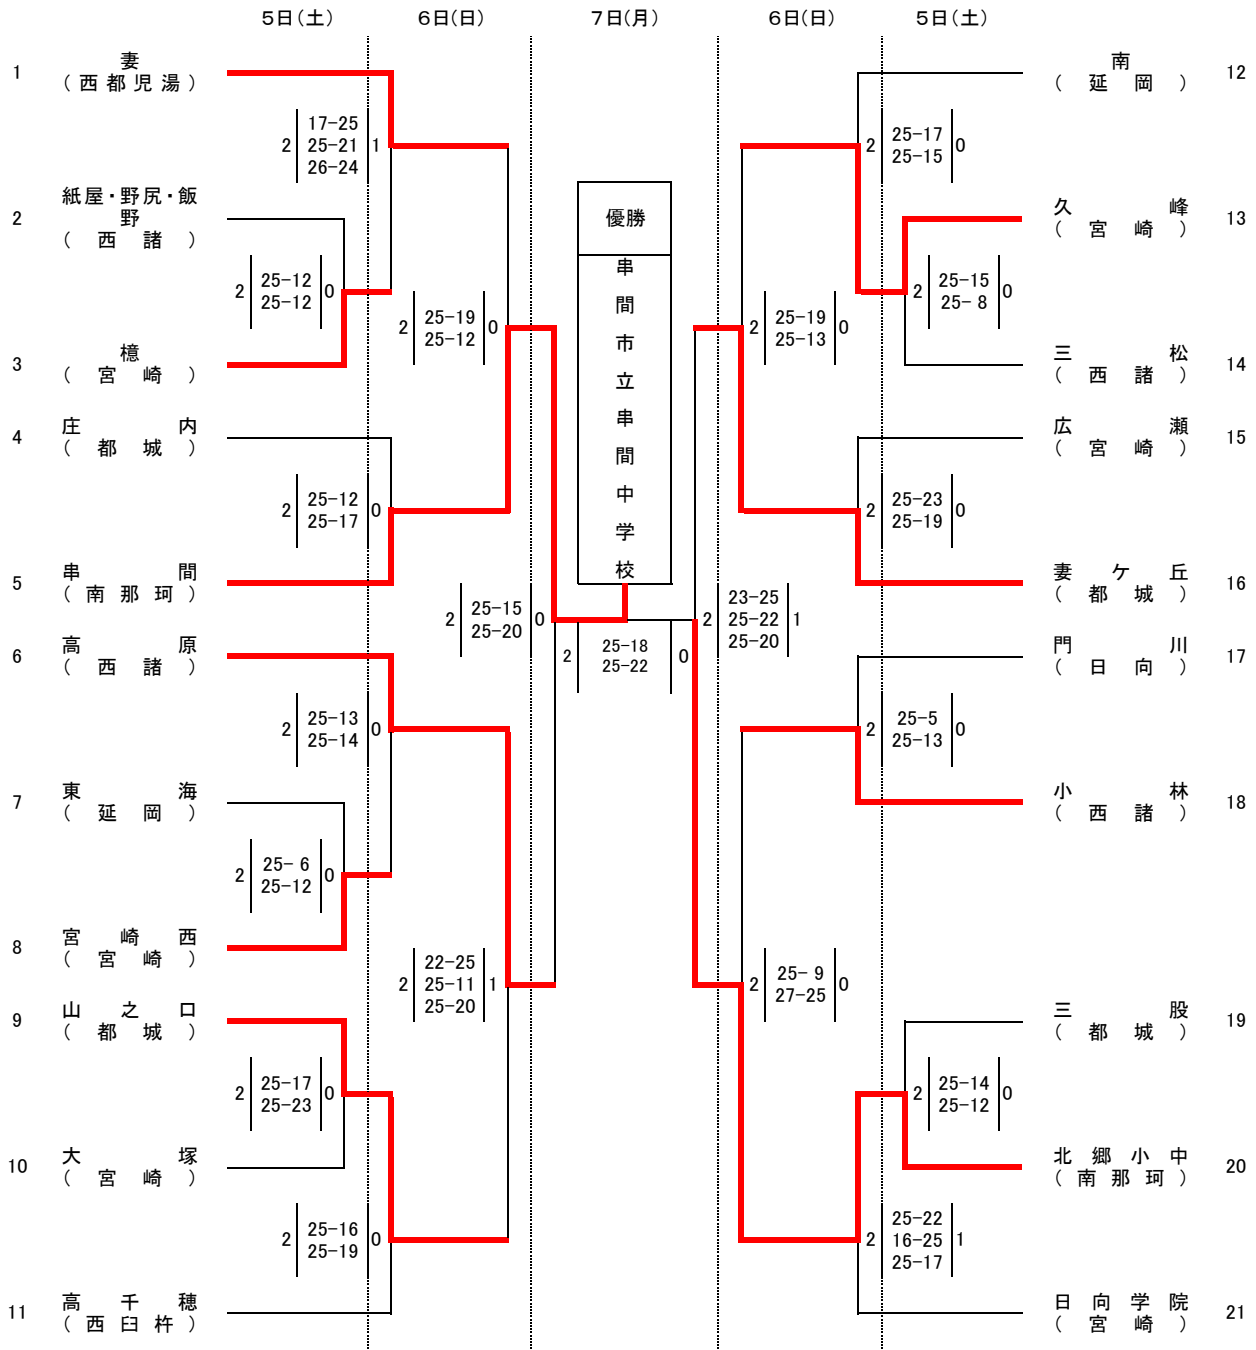 5日(土)
6日(日)
7日(月)
6日(日)
5日(土)
1
妻
(西都児湯)
2
紙屋・野尻・飯
野
(西諸)
3
檍
(宮崎)
4
庄内
(都城)
5
串間
(南那珂)
6
高原
(西諸)
7
東海
(延岡)
8
宮崎西
(宮崎)
9
山之口
(都城)
10
大塚
(宮崎)
11
高千穂
(西臼杵)
2
17-25
25-21
26-24
1
2
25-12
25-12
0
2
25-12
25-17
0
2
25-13
25-14
0
2
25- 6
25-12
0
2
25-17
25-23
0
2
25-16
25-19
0
2
25-19
25-12
0
2
22-25
25-11
25-20
1
2
25-15
25-20
0
優勝
串
間
市
立
串
間
中
学
校
2
25-18
25-22
0
2
23-25
25-22
25-20
1
2
25-19
25-13
0
2
25- 9
27-25
0
2
25-17
25-15
0
2
25-15
25- 8
0
2
25-23
25-19
0
2
25-5
25-13
0
2
25-14
25-12
0
2
25-22
16-25
25-17
1
南
(延岡)
12
久峰
(宮崎)
13
三松
(西諸)
14
広瀬
(宮崎)
15
妻ケ丘
(都城)
16
門川
(日向)
17
小林
(西諸)
18
三股
(都城)
19
北郷小中
(南那珂)
20
日向学院
(宮崎)
21